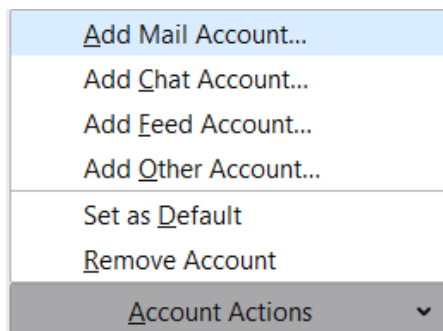 Add Mail Account...
Add Chat Account...
Add Feed Account...
Add Other Account...
Set as Default
Remove Account
Account Actions